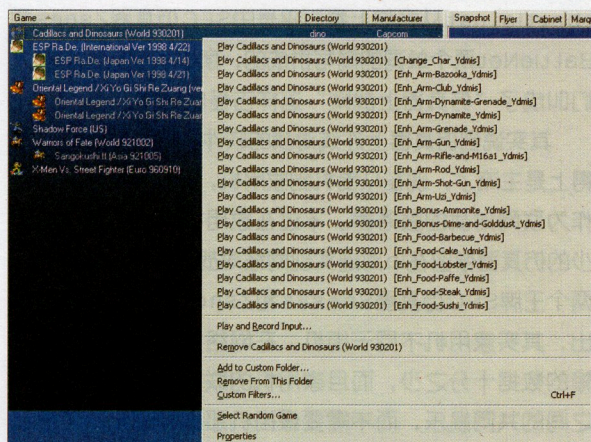 Game Directory Manufacturer Snapshot Flyer Cabinet Marq
Cadillacs and Dinosaurs (World 930201) dino Capcom
ESP Ra.De. (International Ver 1998 4/22)
ESP Ra.De. (Japan Ver 1998 4/14)
ESP Ra.De. (Japan Ver 1998 4/21)
Oriental Legend / Xi Yo Gi Shi Re Zuang (ver
Oriental Legend / Xi Yo Gi Shi Re Zuan
Oriental Legend / Xi Yo Gi Shi Re Zuan
Shadow Force (US)
Warriors of Fate (World 921002)
Sangokushi II (Asia 921005)
X-Men Vs. Street Fighter (Euro 960910)
Play Cadillacs and Dinosaurs (World 930201)
Play Cadillacs and Dinosaurs (World 930201) [Change_Char_Ydmis]
Play Cadillacs and Dinosaurs (World 930201) [Enh_Arm-Bazooka_Ydmis]
Play Cadillacs and Dinosaurs (World 930201) [Enh_Arm-Club_Ydmis]
Play Cadillacs and Dinosaurs (World 930201) [Enh_Arm-Dynamite-Grenade_Ydmis]
Play Cadillacs and Dinosaurs (World 930201) [Enh_Arm-Dynamite_Ydmis]
Play Cadillacs and Dinosaurs (World 930201) [Enh_Arm-Grenade_Ydmis]
Play Cadillacs and Dinosaurs (World 930201) [Enh_Arm-Gun_Ydmis]
Play Cadillacs and Dinosaurs (World 930201) [Enh_Arm-Rifle-and-M16a1_Ydmis]
Play Cadillacs and Dinosaurs (World 930201) [Enh_Arm-Rod_Ydmis]
Play Cadillacs and Dinosaurs (World 930201) [Enh_Arm-Shot-Gun_Ydmis]
Play Cadillacs and Dinosaurs (World 930201) [Enh_Arm-Uzi_Ydmis]
Play Cadillacs and Dinosaurs (World 930201) [Enh_Bonus-Ammonite_Ydmis]
Play Cadillacs and Dinosaurs (World 930201) [Enh_Bonus-Dime-and-Golddust_Ydmis]
Play Cadillacs and Dinosaurs (World 930201) [Enh_Food-Barbecue_Ydmis]
Play Cadillacs and Dinosaurs (World 930201) [Enh_Food-Cake_Ydmis]
Play Cadillacs and Dinosaurs (World 930201) [Enh_Food-Lobster_Ydmis]
Play Cadillacs and Dinosaurs (World 930201) [Enh_Food-Paffe_Ydmis]
Play Cadillacs and Dinosaurs (World 930201) [Enh_Food-Steak_Ydmis]
Play Cadillacs and Dinosaurs (World 930201) [Enh_Food-Sushi_Ydmis]
Play and Record Input...
Remove Cadillacs and Dinosaurs (World 930201)
Add to Custom Folder...
Remove From This Folder
Custom Filters... Ctrl+F
Select Random Game
Properties